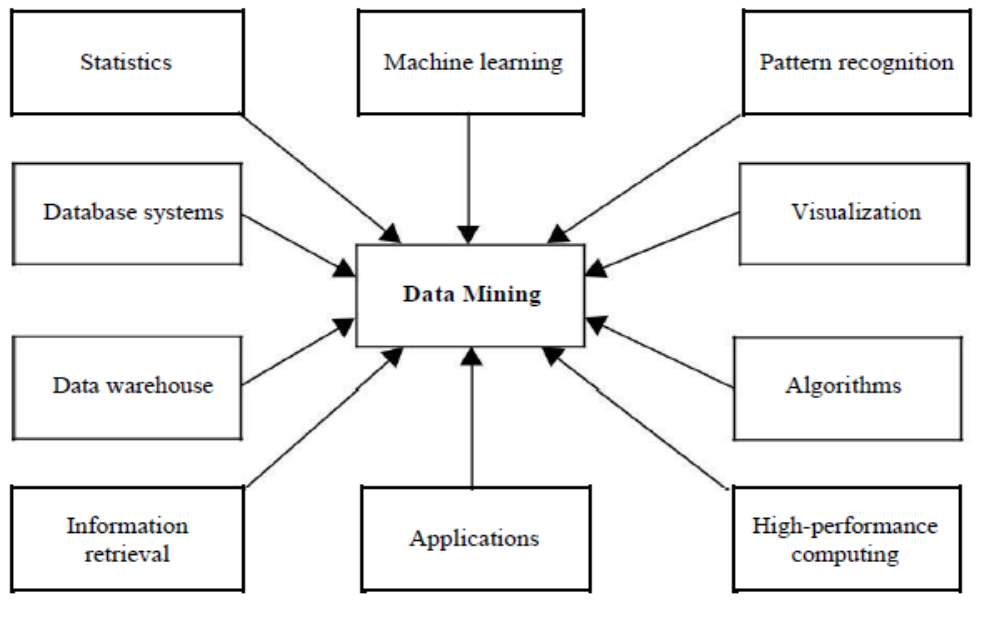 Statistics
Machine learning
Pattern recognition
Database systems
Visualization
Data Mining
Data warehouse
Algorithms
Information
retrieval
Applications
High-performance
computing